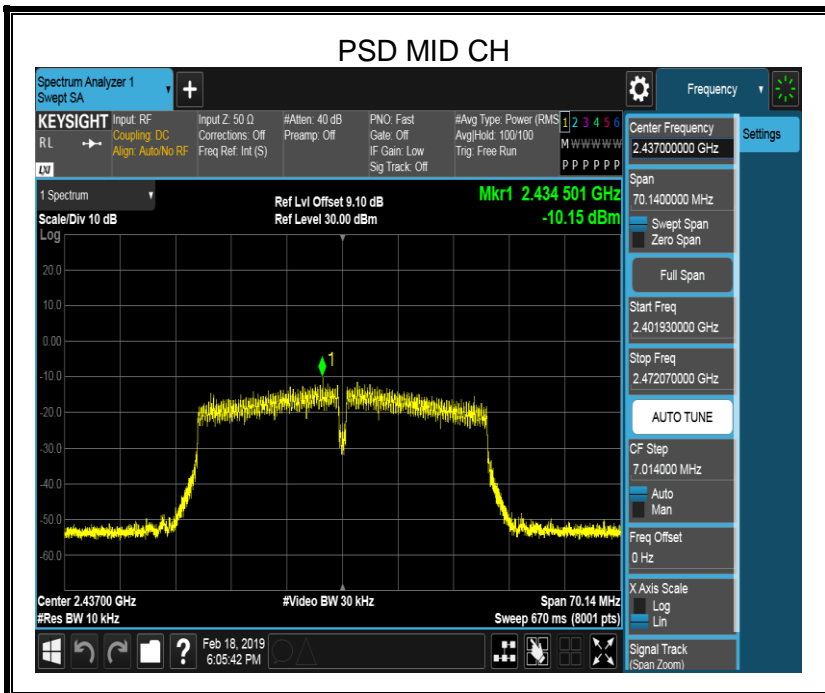 PSD MID CH
Spectrum Analyzer 1
Swept SA
+
Frequency
KEYSIGHT
RL
LXI
Input: RF
Coupling: DC
Align: Auto/No RF
Input Z: 50 Ω
Corrections: Off
Freq Ref: Int (S)
#Atten: 40 dB
Preamp: Off
PNO: Fast
Gate: Off
IF Gain: Low
Sig Track: Off
#Avg Type: Power (RMS
Avg|Hold: 100/100
Trig: Free Run
1 2 3 4 5 6
M W W W W W
P P P P P P
Center Frequency
2.437000000 GHz
Settings
Span
70.1400000 MHz
Swept Span
Zero Span
Full Span
Start Freq
2.401930000 GHz
Stop Freq
2.472070000 GHz
AUTO TUNE
CF Step
7.014000 MHz
Auto
Man
Freq Offset
0 Hz
X Axis Scale
Log
Lin
Signal Track
(Span Zoom)
1 Spectrum
Scale/Div 10 dB
Log
Ref Lvl Offset 9.10 dB
Ref Level 30.00 dBm
Mkr1 2.434 501 GHz
-10.15 dBm
20.0
10.0
0.00
-10.0
-20.0
-30.0
-40.0
-50.0
-60.0
1
Center 2.43700 GHz
#Res BW 10 kHz
#Video BW 30 kHz
Span 70.14 MHz
Sweep 670 ms (8001 pts)
?
Feb 18, 2019
6:05:42 PM